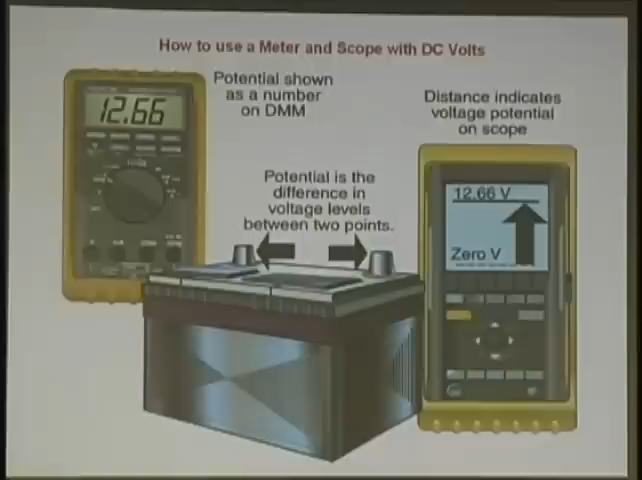 How to use a Meter and Scope with DC Volts
Potential shown
as a number
on DMM
12.66
Distance indicates
voltage potential
on scope
Potential is the
difference in
voltage levels
between two points.
12.66 V
Zero V